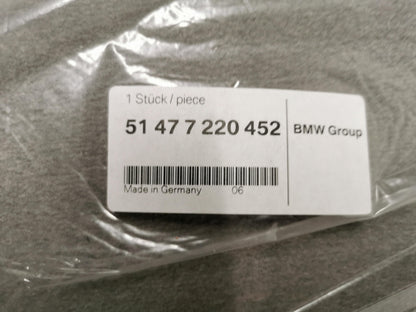 1 Stück / piece
51 47 7 220 452
BMW Group
Made in Germany 06